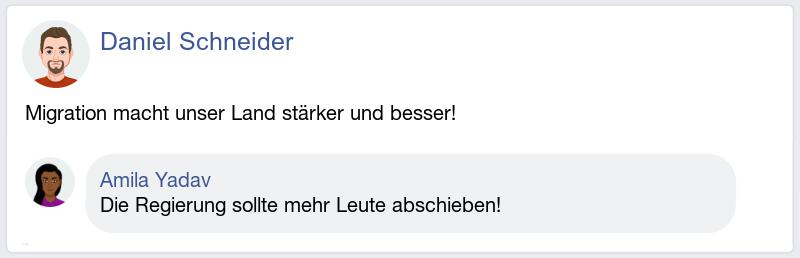 Daniel Schneider
Migration macht unser Land stärker und besser!
Amila Yadav
Die Regierung sollte mehr Leute abschieben!